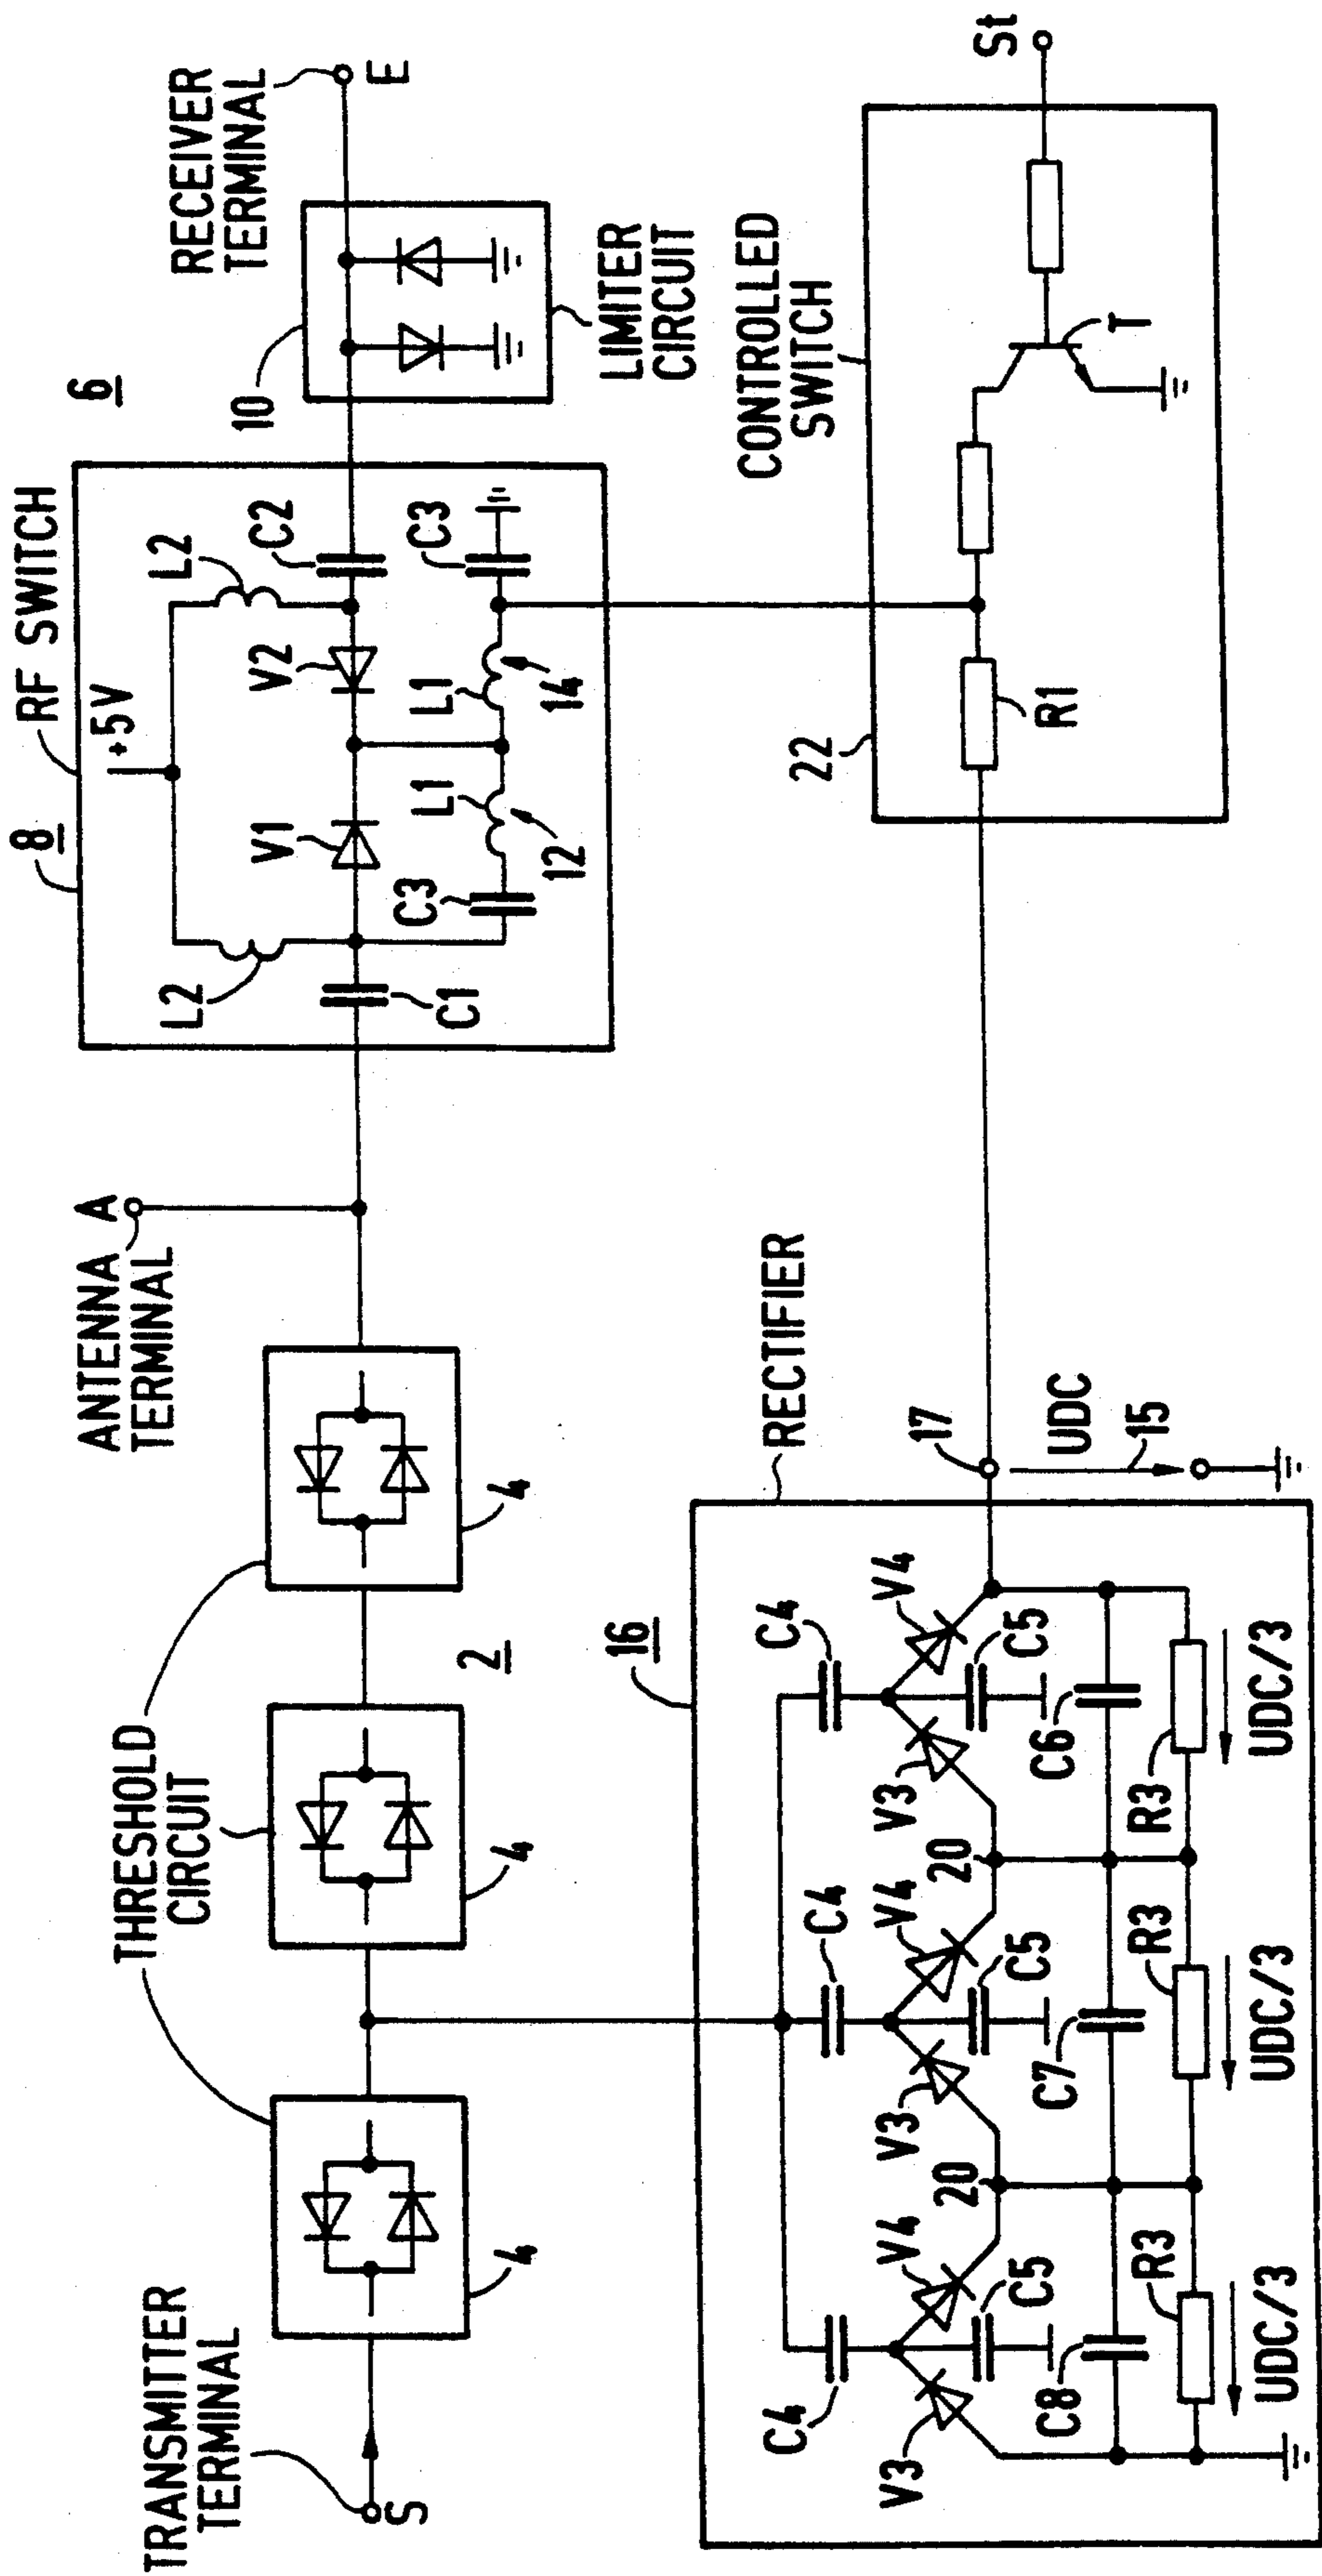 TRANSMITTER
TERMINAL
S
4
THRESHOLD
CIRCUIT
4
2
4
ANTENNA
TERMINAL
A
8
RF SWITCH
6
+5V
L2
L2
V1
V2
C1
C2
C3
L1
L1
C3
12
14
10
RECEIVER
TERMINAL
E
LIMITER
CIRCUIT
CONTROLLED
SWITCH
22
R1
T
St
RECTIFIER
16
17
UDC
15
C4
C4
C4
V3
V4
V3
V4
V3
V4
20
20
C5
C5
C5
C8
C7
C6
R3
R3
R3
UDC/3
UDC/3
UDC/3